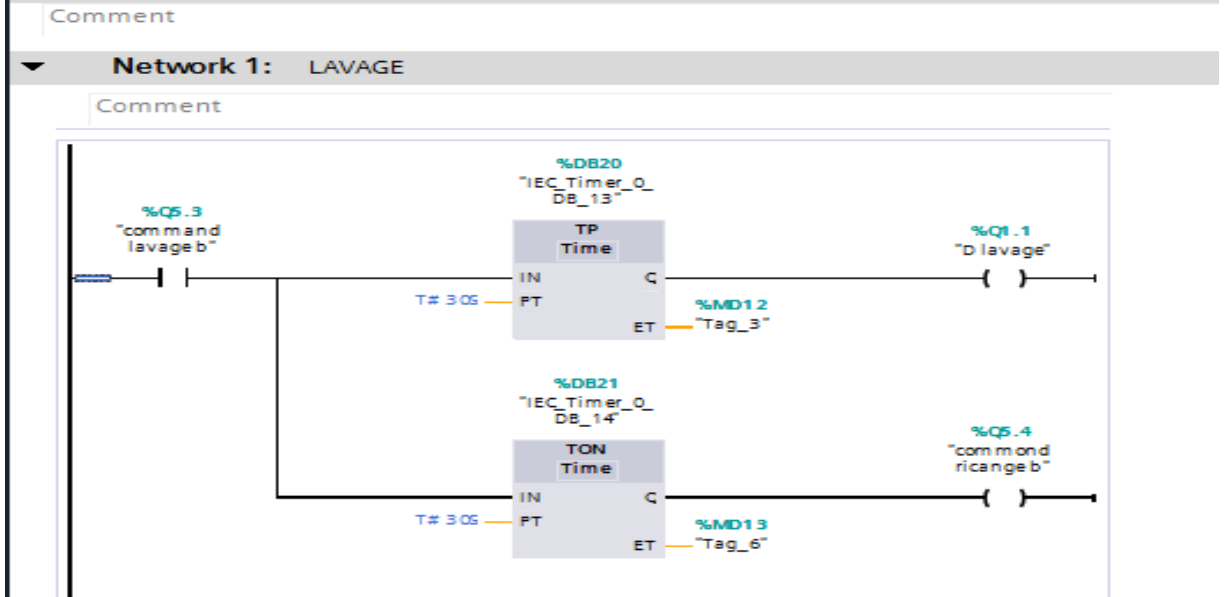 Comment
Network 1: LAVAGE
Comment
%DB20
"IEC_Timer_0_
DB_13"
%Q5.3
"command
lavage b"
TP
Time
%Q1.1
"D lavage"
IN
Q
T# 30S
PT
%MD12
ET
"Tag_3"
%DB21
"IEC_Timer_0_
DB_14"
TON
Time
%Q5.4
"commond
ricange b"
IN
Q
T# 30S
PT
%MD13
ET
"Tag_6"